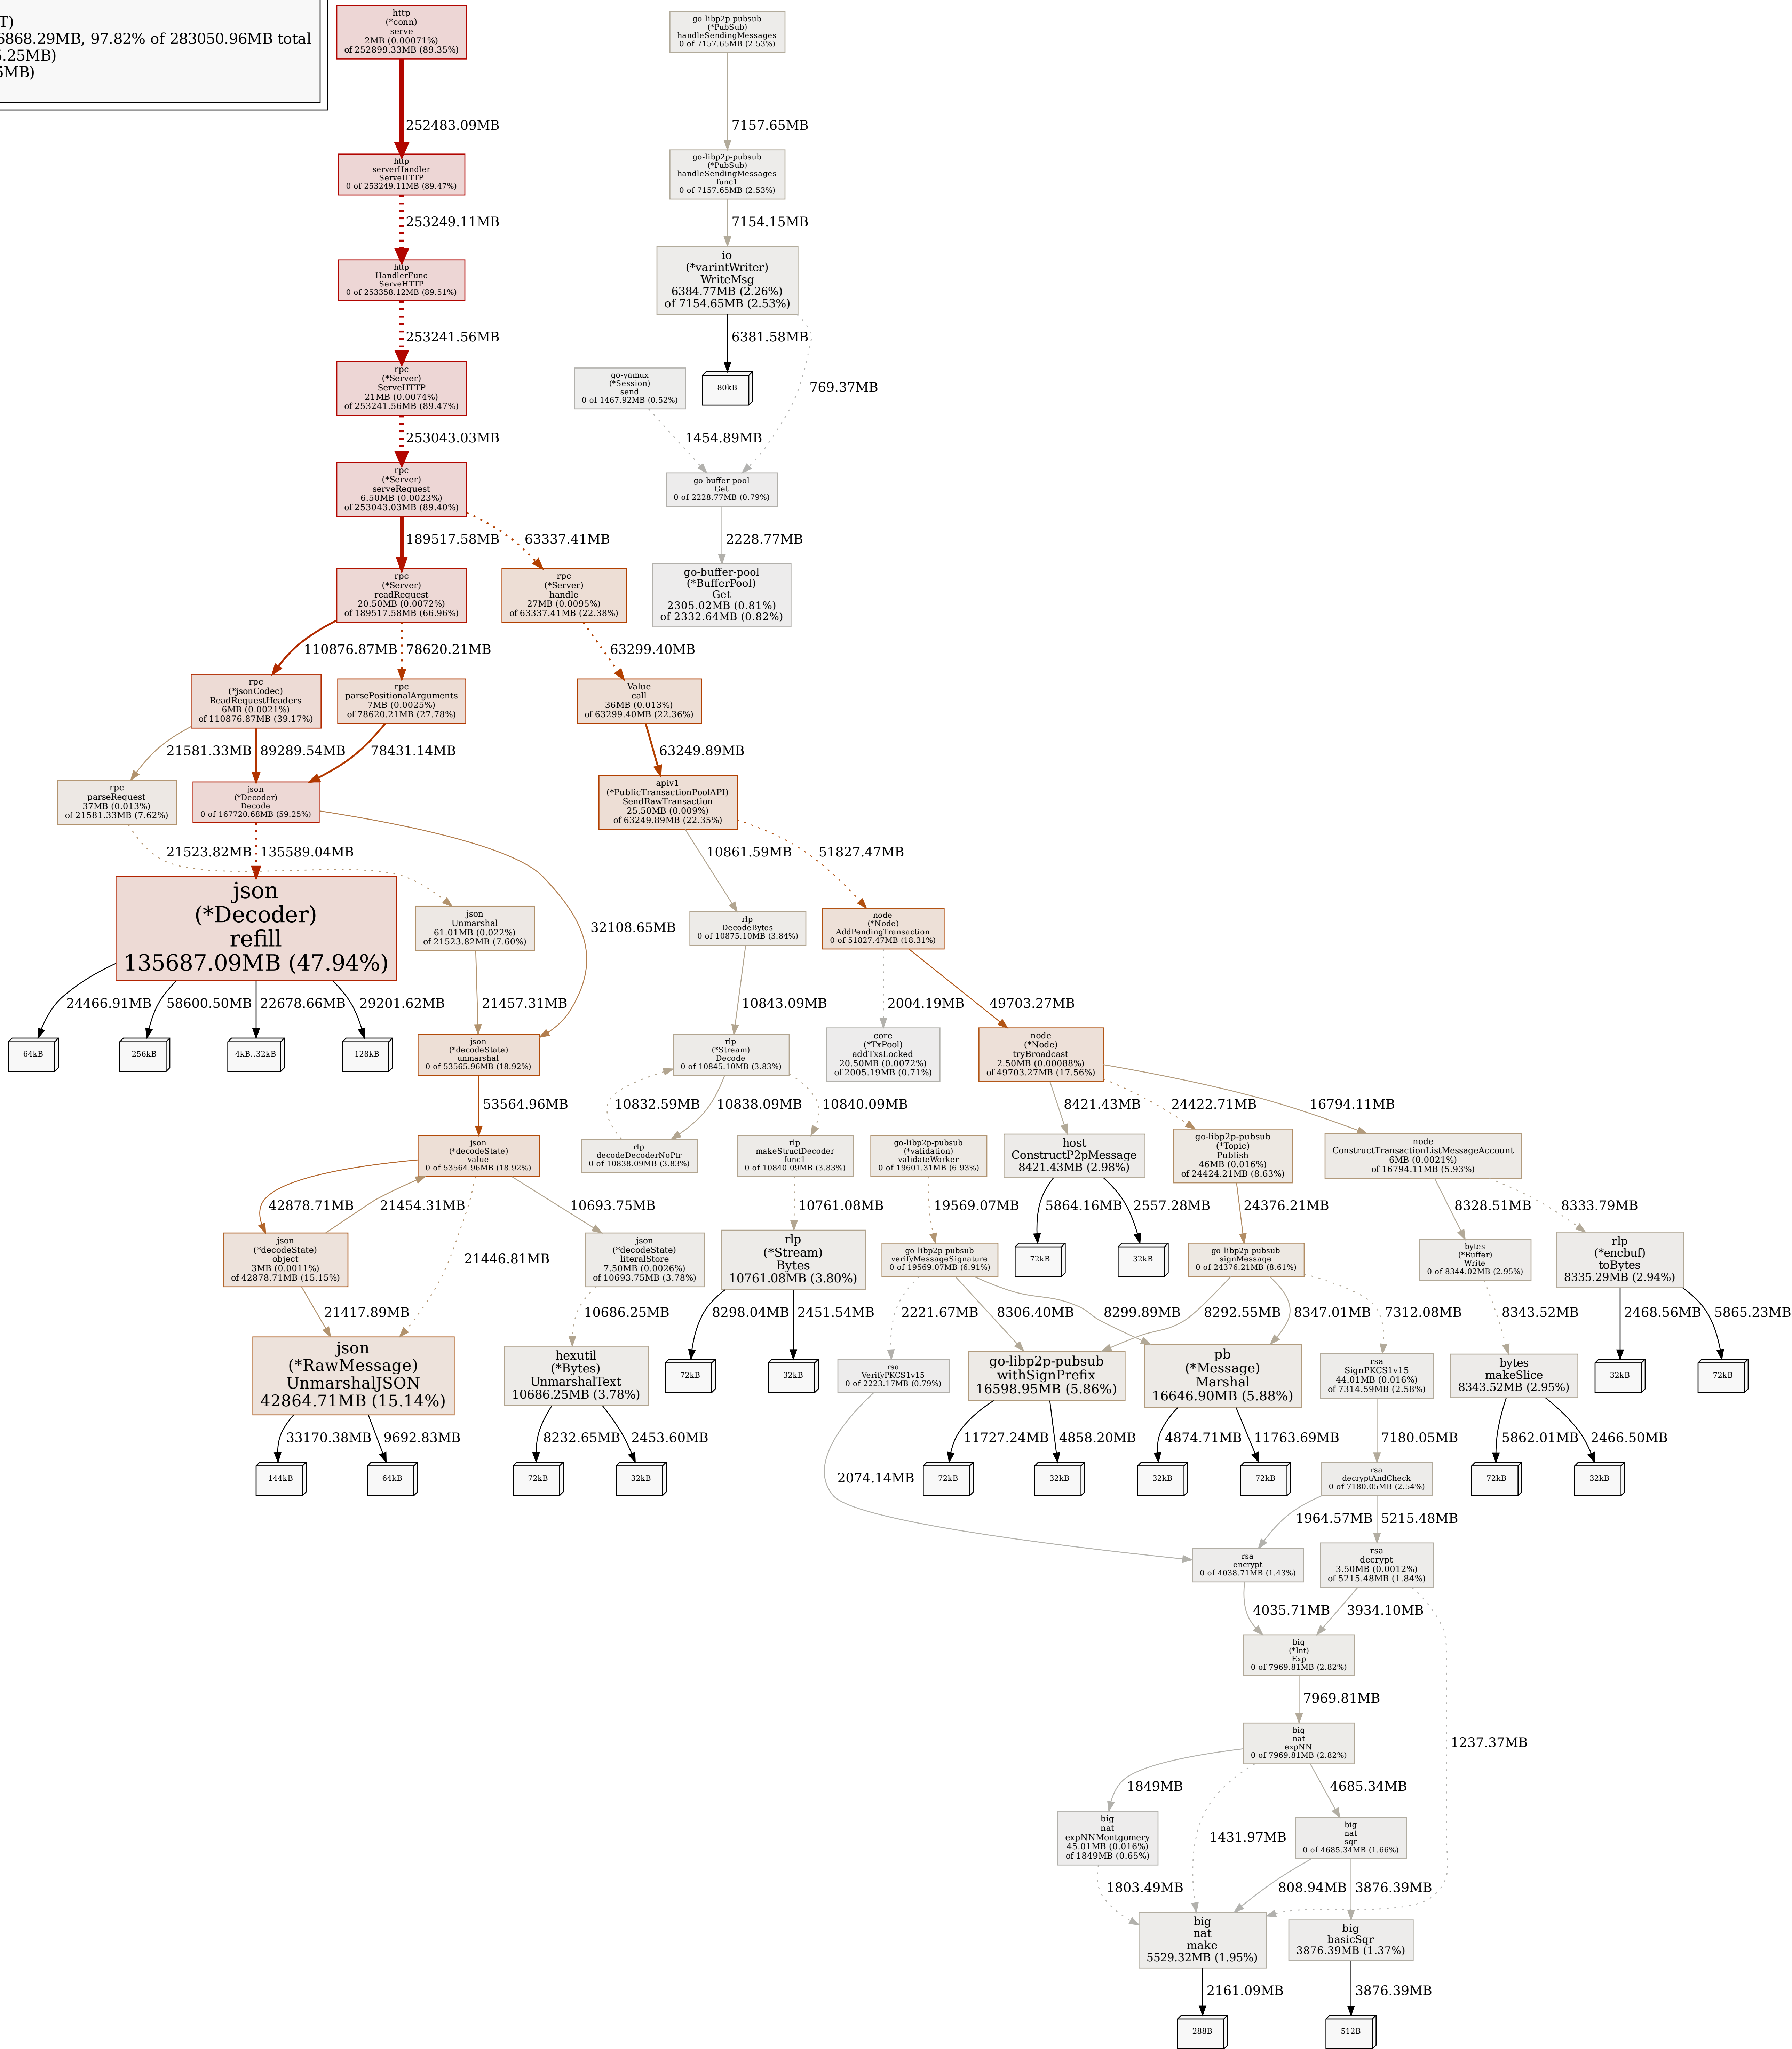 T)
6868.29MB, 97.82% of 283050.96MB total
5.25MB)
5MB)
http
(*conn)
serve
2MB (0.00071%)
of 252899.33MB (89.35%)
go-libp2p-pubsub
(*PubSub)
handleSendingMessages
0 of 7157.65MB (2.53%)
252483.09MB
7157.65MB
http
serverHandler
ServeHTTP
0 of 253249.11MB (89.47%)
go-libp2p-pubsub
(*PubSub)
handleSendingMessages
func1
0 of 7157.65MB (2.53%)
253249.11MB
7154.15MB
http
HandlerFunc
ServeHTTP
0 of 253358.12MB (89.51%)
io
(*varintWriter)
WriteMsg
6384.77MB (2.26%)
of 7154.65MB (2.53%)
253241.56MB
6381.58MB
769.37MB
rpc
(*Server)
ServeHTTP
21MB (0.0074%)
of 253241.56MB (89.47%)
go-yamux
(*Session)
send
0 of 1467.92MB (0.52%)
80kB
253043.03MB
1454.89MB
rpc
(*Server)
serveRequest
6.50MB (0.0023%)
of 253043.03MB (89.40%)
go-buffer-pool
Get
0 of 2228.77MB (0.79%)
189517.58MB
63337.41MB
2228.77MB
rpc
(*Server)
readRequest
20.50MB (0.0072%)
of 189517.58MB (66.96%)
rpc
(*Server)
handle
27MB (0.0095%)
of 63337.41MB (22.38%)
go-buffer-pool
(*BufferPool)
Get
2305.02MB (0.81%)
of 2332.64MB (0.82%)
110876.87MB
78620.21MB
63299.40MB
rpc
(*jsonCodec)
ReadRequestHeaders
6MB (0.0021%)
of 110876.87MB (39.17%)
rpc
parsePositionalArguments
7MB (0.0025%)
of 78620.21MB (27.78%)
Value
call
36MB (0.013%)
of 63299.40MB (22.36%)
21581.33MB
89289.54MB
78431.14MB
63249.89MB
rpc
parseRequest
37MB (0.013%)
of 21581.33MB (7.62%)
json
(*Decoder)
Decode
0 of 167720.68MB (59.25%)
apiv1
(*PublicTransactionPoolAPI)
SendRawTransaction
25.50MB (0.009%)
of 63249.89MB (22.35%)
21523.82MB
135589.04MB
10861.59MB
51827.47MB
json
(*Decoder)
refill
135687.09MB (47.94%)
json
Unmarshal
61.01MB (0.022%)
of 21523.82MB (7.60%)
32108.65MB
rlp
DecodeBytes
0 of 10875.10MB (3.84%)
node
(*Node)
AddPendingTransaction
0 of 51827.47MB (18.31%)
24466.91MB
58600.50MB
22678.66MB
29201.62MB
21457.31MB
10843.09MB
2004.19MB
49703.27MB
64kB
256kB
4kB..32kB
128kB
json
(*decodeState)
unmarshal
0 of 53565.96MB (18.92%)
rlp
(*Stream)
Decode
0 of 10845.10MB (3.83%)
core
(*TxPool)
addTxsLocked
20.50MB (0.0072%)
of 2005.19MB (0.71%)
node
(*Node)
tryBroadcast
2.50MB (0.00088%)
of 49703.27MB (17.56%)
53564.96MB
10832.59MB
10838.09MB
10840.09MB
8421.43MB
24422.71MB
16794.11MB
json
(*decodeState)
value
0 of 53564.96MB (18.92%)
rlp
decodeDecoderNoPtr
0 of 10838.09MB (3.83%)
rlp
makeStructDecoder
func1
0 of 10840.09MB (3.83%)
go-libp2p-pubsub
(*validation)
validateWorker
0 of 19601.31MB (6.93%)
host
ConstructP2pMessage
8421.43MB (2.98%)
go-libp2p-pubsub
(*Topic)
Publish
46MB (0.016%)
of 24424.21MB (8.63%)
node
ConstructTransactionListMessageAccount
6MB (0.0021%)
of 16794.11MB (5.93%)
42878.71MB
21454.31MB
21446.81MB
10693.75MB
10761.08MB
19569.07MB
5864.16MB
2557.28MB
24376.21MB
8328.51MB
8333.79MB
json
(*decodeState)
object
3MB (0.0011%)
of 42878.71MB (15.15%)
json
(*decodeState)
literalStore
7.50MB (0.0026%)
of 10693.75MB (3.78%)
rlp
(*Stream)
Bytes
10761.08MB (3.80%)
go-libp2p-pubsub
verifyMessageSignature
0 of 19569.07MB (6.91%)
72kB
32kB
go-libp2p-pubsub
signMessage
0 of 24376.21MB (8.61%)
bytes
(*Buffer)
Write
0 of 8344.02MB (2.95%)
rlp
(*encbuf)
toBytes
8335.29MB (2.94%)
21417.89MB
10686.25MB
8298.04MB
2451.54MB
2221.67MB
8306.40MB
8299.89MB
8292.55MB
8347.01MB
7312.08MB
8343.52MB
2468.56MB
5865.23MB
json
(*RawMessage)
UnmarshalJSON
42864.71MB (15.14%)
hexutil
(*Bytes)
UnmarshalText
10686.25MB (3.78%)
72kB
32kB
rsa
VerifyPKCS1v15
0 of 2223.17MB (0.79%)
go-libp2p-pubsub
withSignPrefix
16598.95MB (5.86%)
pb
(*Message)
Marshal
16646.90MB (5.88%)
rsa
SignPKCS1v15
44.01MB (0.016%)
of 7314.59MB (2.58%)
bytes
makeSlice
8343.52MB (2.95%)
32kB
72kB
33170.38MB
9692.83MB
8232.65MB
2453.60MB
2074.14MB
11727.24MB
4858.20MB
4874.71MB
11763.69MB
7180.05MB
5862.01MB
2466.50MB
144kB
64kB
72kB
32kB
72kB
32kB
32kB
72kB
rsa
decryptAndCheck
0 of 7180.05MB (2.54%)
72kB
32kB
1964.57MB
5215.48MB
rsa
encrypt
0 of 4038.71MB (1.43%)
rsa
decrypt
3.50MB (0.0012%)
of 5215.48MB (1.84%)
4035.71MB
3934.10MB
big
(*Int)
Exp
0 of 7969.81MB (2.82%)
7969.81MB
1237.37MB
big
nat
expNN
0 of 7969.81MB (2.82%)
1849MB
1431.97MB
4685.34MB
big
nat
expNNMontgomery
45.01MB (0.016%)
of 1849MB (0.65%)
big
nat
sqr
0 of 4685.34MB (1.66%)
1803.49MB
808.94MB
3876.39MB
big
nat
make
5529.32MB (1.95%)
big
basicSqr
3876.39MB (1.37%)
2161.09MB
3876.39MB
288B
512B